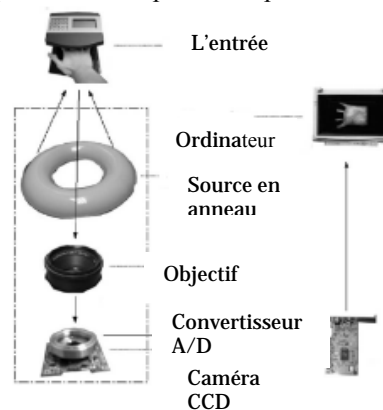 L'entrée
Ordinateur
Source en
anneau
Objectif
Convertisseur
A/D
Caméra
CCD